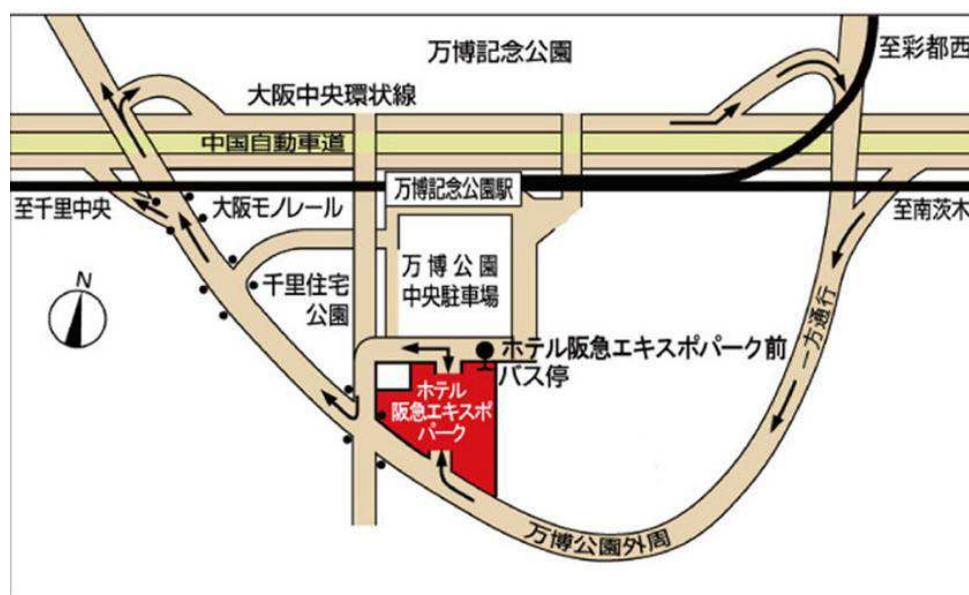 万博記念公園
至彩都西
大阪中央環状線
中国自動車道
万博記念公園駅
至千里中央
大阪モノレール
至南茨木
N
千里住宅
公園
万博公園
中央駐車場
一方通行
ホテル阪急エキスポパーク前
バス停
ホテル
阪急エキスポ
パーク
万博公園外周